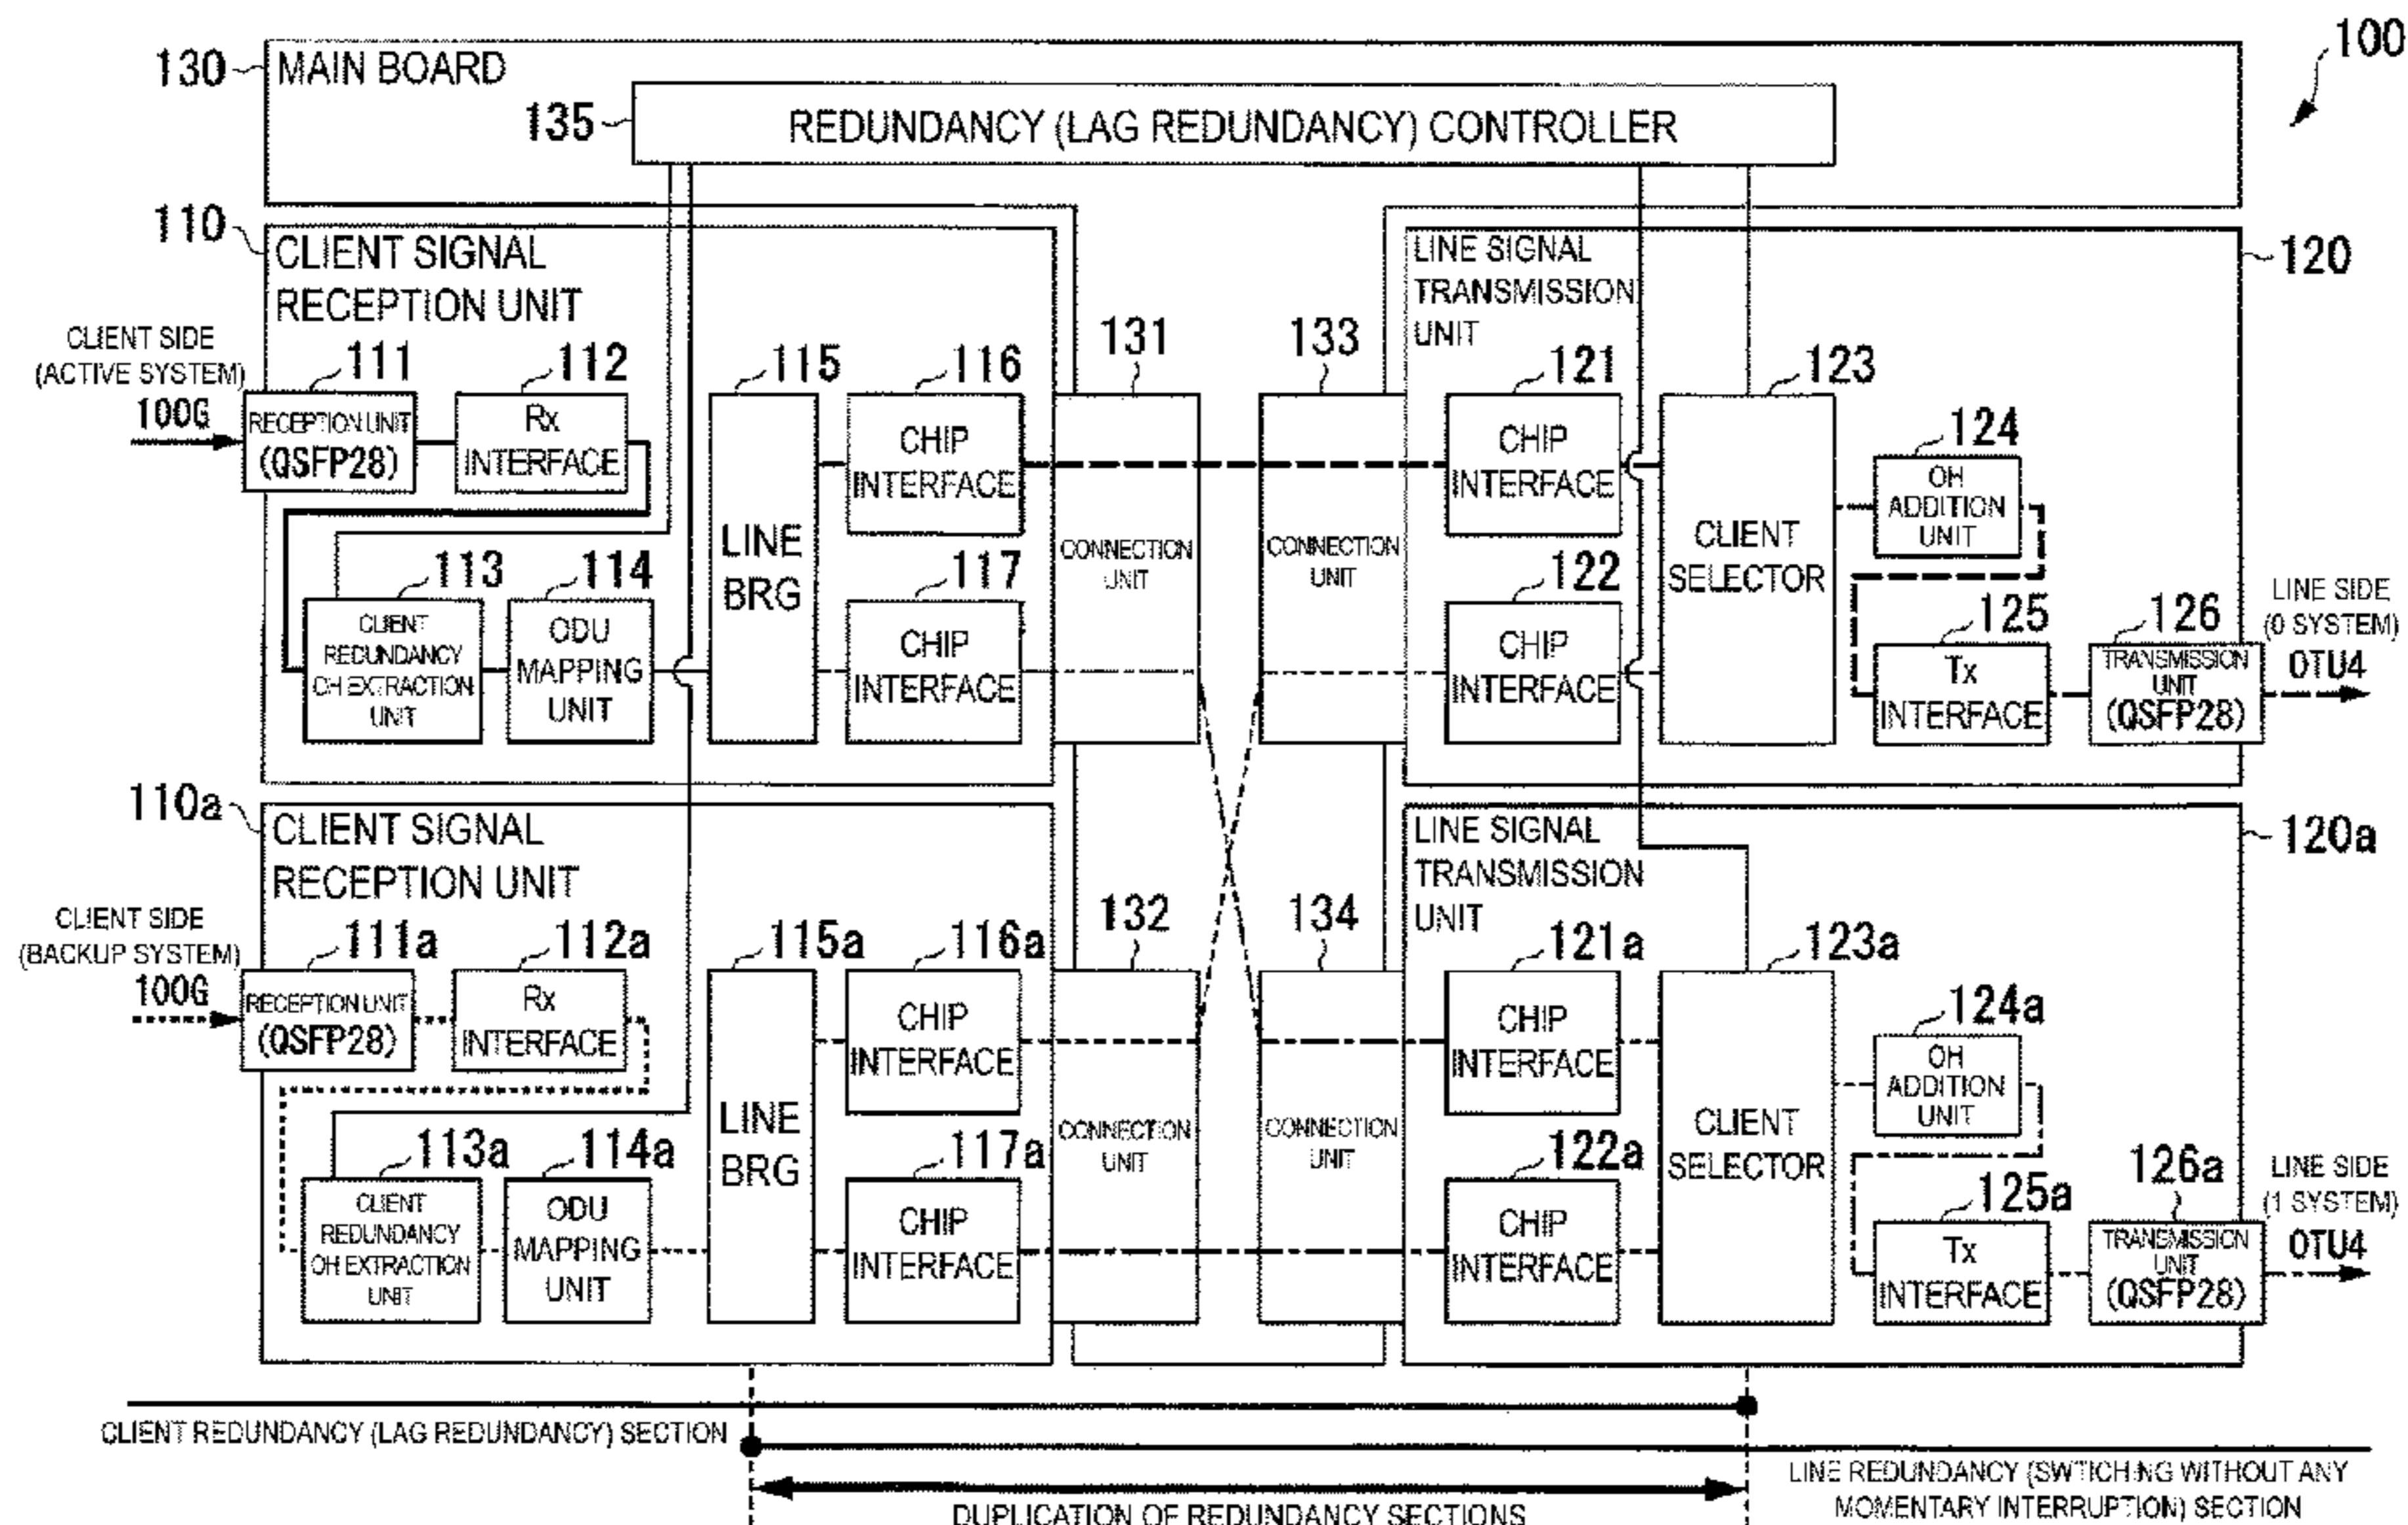 100
130
MAIN BOARD
135
REDUNDANCY (LAG REDUNDANCY) CONTROLLER
110
CLIENT SIGNAL
RECEPTION UNIT
CLIENT SIDE
(ACTIVE SYSTEM)
100G
111
RECEPTION UNIT
(QSFP28)
112
Rx
INTERFACE
113
CLIENT
REDUNDANCY
OH EXTRACTION
UNIT
114
ODU
MAPPING
UNIT
115
LINE
BRG
116
CHIP
INTERFACE
117
CHIP
INTERFACE
131
CONNECTION
UNIT
133
CONNECTION
UNIT
120
LINE SIGNAL
TRANSMISSION
UNIT
121
CHIP
INTERFACE
122
CHIP
INTERFACE
123
CLIENT
SELECTOR
124
OH
ADDITION
UNIT
125
Tx
INTERFACE
126
TRANSMISSION
UNIT
(QSFP28)
LINE SIDE
(0 SYSTEM)
OTU4
110a
CLIENT SIGNAL
RECEPTION UNIT
CLIENT SIDE
(BACKUP SYSTEM)
100G
111a
RECEPTION UNIT
(QSFP28)
112a
Rx
INTERFACE
113a
CLIENT
REDUNDANCY
OH EXTRACTION
UNIT
114a
ODU
MAPPING
UNIT
115a
LINE
BRG
116a
CHIP
INTERFACE
117a
CHIP
INTERFACE
132
CONNECTION
UNIT
134
CONNECTION
UNIT
120a
LINE SIGNAL
TRANSMISSION
UNIT
121a
CHIP
INTERFACE
122a
CHIP
INTERFACE
123a
CLIENT
SELECTOR
124a
OH
ADDITION
UNIT
125a
Tx
INTERFACE
126a
TRANSMISSION
UNIT
(QSFP28)
LINE SIDE
(1 SYSTEM)
OTU4
CLIENT REDUNDANCY (LAG REDUNDANCY) SECTION
LINE REDUNDANCY (SWTICHING WITHOUT ANY
MOMENTARY INTERRUPTION) SECTION
DUPLICATION OF REDUNDANCY SECTIONS